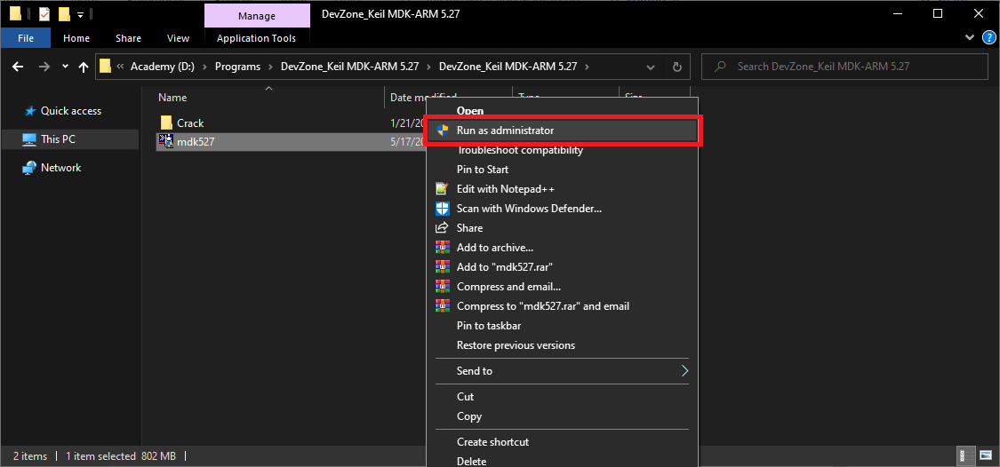 Manage
DevZone_Keil MDK-ARM 5.27
File
Home
Share
View
Application Tools
Academy (D:)
Programs
DevZone_Keil MDK-ARM 5.27
DevZone_Keil MDK-ARM 5.27
Search DevZone_Keil MDK-ARM 5.27
Name
Date modified
Type
Size
Quick access
This PC
Network
Crack
1/21/20
mdk527
5/17/20
Open
Run as administrator
Troubleshoot compatibility
Pin to Start
Edit with Notepad++
Scan with Windows Defender...
Share
Add to archive...
Add to "mdk527.rar"
Compress and email...
Compress to "mdk527.rar" and email
Pin to taskbar
Restore previous versions
Send to
Cut
Copy
Create shortcut
Delete
2 items
1 item selected 802 MB